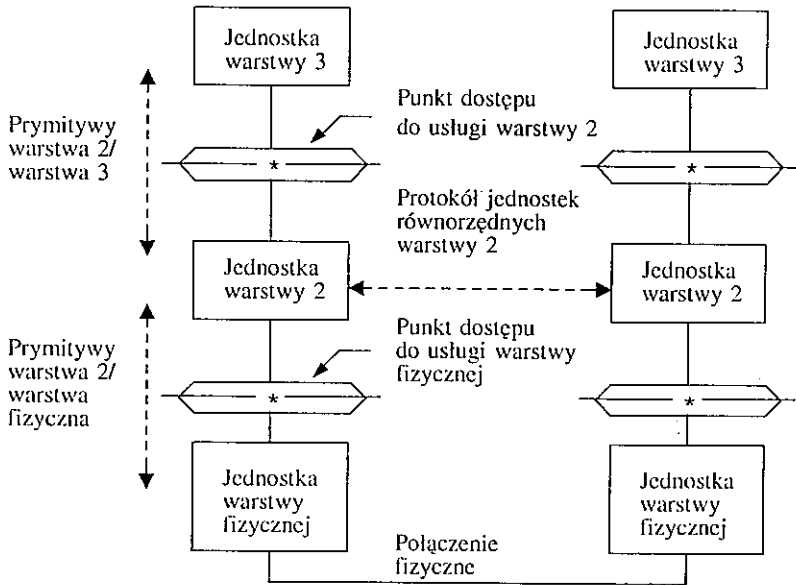 Jednostka
warstwy 3
Jednostka
warstwy 3
Punkt dostępu
do usługi warstwy 2
Prymitywy
warstwa 2/
warstwa 3
*
*
Protokół jednostek
równorzędnych
warstwy 2
Jednostka
warstwy 2
Jednostka
warstwy 2
Punkt dostępu
do usługi warstwy
fizycznej
Prymitywy
warstwa 2/
warstwa
fizyczna
*
*
Jednostka
warstwy
fizycznej
Jednostka
warstwy
fizycznej
Połączenie
fizyczne